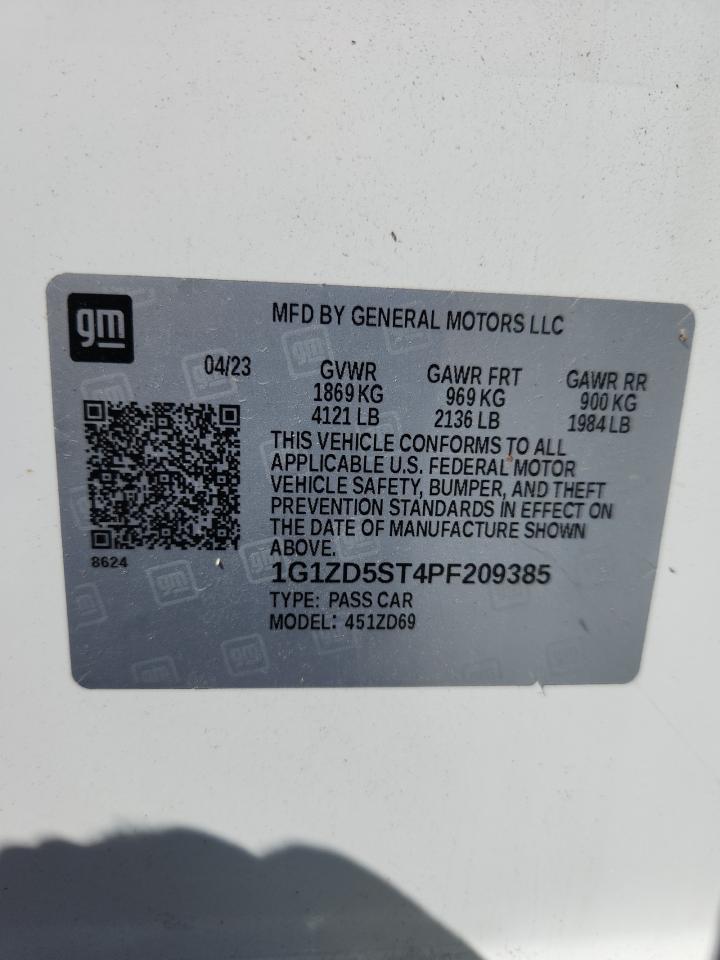 gm
MFD BY GENERAL MOTORS LLC
04/23
GVWR
1869 KG
4121 LB
GAWR FRT
969 KG
2136 LB
GAWR RR
900 KG
1984 LB
THIS VEHICLE CONFORMS TO ALL
APPLICABLE U.S. FEDERAL MOTOR
VEHICLE SAFETY, BUMPER, AND THEFT
PREVENTION STANDARDS IN EFFECT ON
THE DATE OF MANUFACTURE SHOWN
ABOVE.
8624
1G1ZD5ST4PF209385
TYPE: PASS CAR
MODEL: 451ZD69